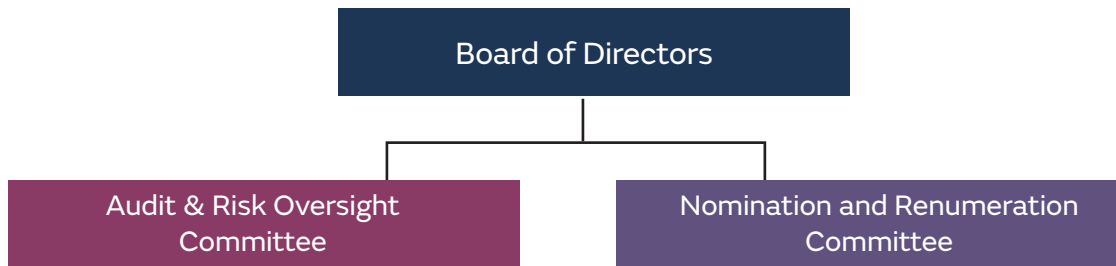 Board of Directors
Audit & Risk Oversight
Committee
Nomination and Renumeration
Committee